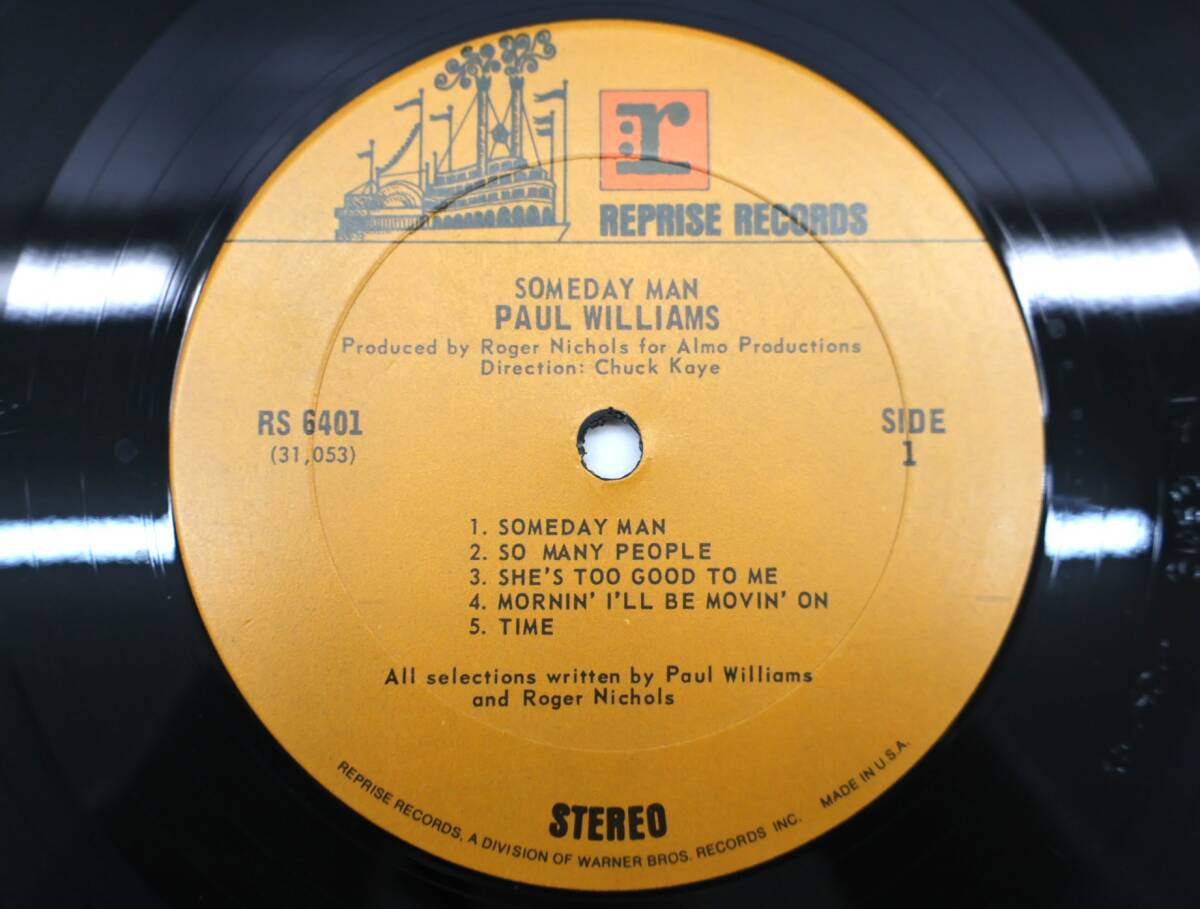 :r
REPRISE RECORDS
SOMEDAY MAN
PAUL WILLIAMS
Produced by Roger Nichols for Almo Productions
Direction: Chuck Kaye
RS 6401
(31,053)
SIDE
1
1. SOMEDAY MAN
2. SO MANY PEOPLE
3. SHE'S TOO GOOD TO ME
4. MORNIN' I'LL BE MOVIN' ON
5. TIME
All selections written by Paul Williams
and Roger Nichols
STEREO
REPRISE RECORDS, A DIVISION OF WARNER BROS. RECORDS INC. MADE IN U.S.A.